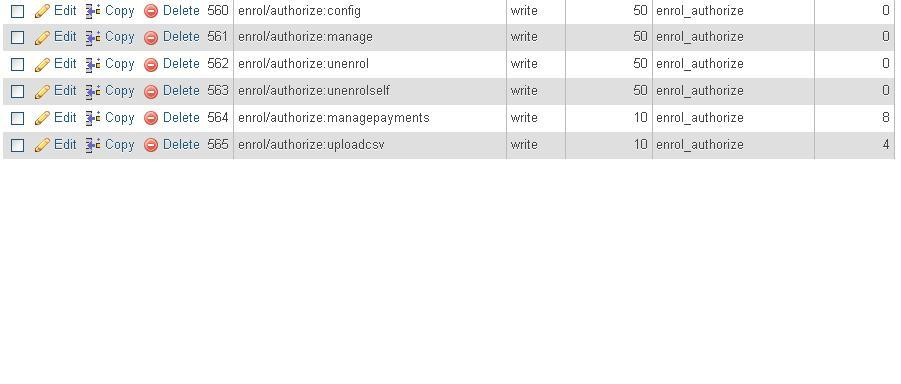 Edit Copy Delete 560 enrol/authorize:config write 50 enrol_authorize 0
Edit Copy Delete 561 enrol/authorize:manage write 50 enrol_authorize 0
Edit Copy Delete 562 enrol/authorize:unenrol write 50 enrol_authorize 0
Edit Copy Delete 563 enrol/authorize:unenrolself write 50 enrol_authorize 0
Edit Copy Delete 564 enrol/authorize:managepayments write 10 enrol_authorize 8
Edit Copy Delete 565 enrol/authorize:uploadcsv write 10 enrol_authorize 4